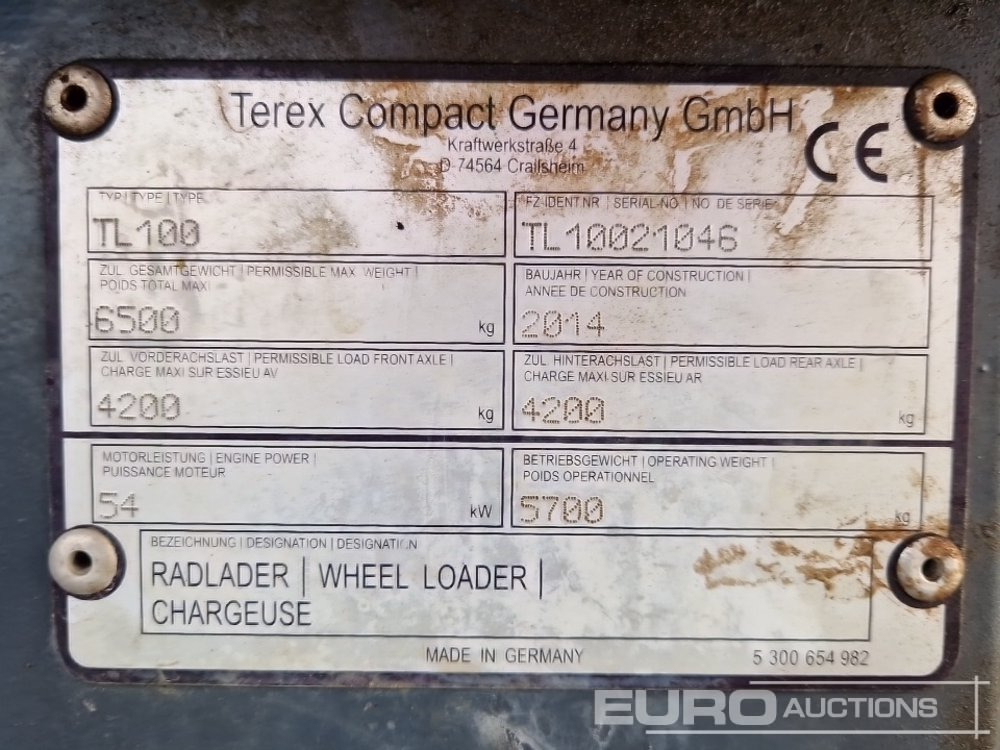 Terex Compact Germany GmbH
Kraftwerkstraße 4
D 74564 Crailsheim
CE
TYP | TYPE | TYPE
TL100
FZ IDENT NR | SERIAL-NO | NO DE SERIE
TL10021046
ZUL GESAMTGEWICHT | PERMISSIBLE MAX WEIGHT |
POIDS TOTAL MAXI
6500 kg
BAUJAHR | YEAR OF CONSTRUCTION |
ANNEE DE CONSTRUCTION
2014
ZUL VORDERACHSLAST | PERMISSIBLE LOAD FRONT AXLE |
CHARGE MAXI SUR ESSIEU AV
4200 kg
ZUL HINTERACHSLAST | PERMISSIBLE LOAD REAR AXLE |
CHARGE MAXI SUR ESSIEU AR
4200 kg
MOTORLEISTUNG | ENGINE POWER |
PUISSANCE MOTEUR
54 kW
BETRIEBSGEWICHT | OPERATING WEIGHT |
POIDS OPERATIONNEL
5700 kg
BEZEICHNUNG | DESIGNATION | DESIGNATION
RADLADER | WHEEL LOADER |
CHARGEUSE
MADE IN GERMANY
5 300 654 982
EURO AUCTIONS